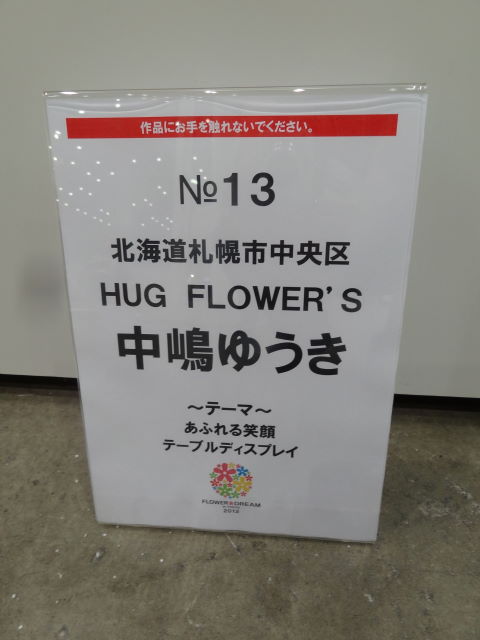 作品にお手を触れないでください。
№13
北海道札幌市中央区
HUG FLOWER'S
中嶋ゆうき
～テーマ～
あふれる笑顔
テーブルディスプレイ
FLOWER DREAM
2012